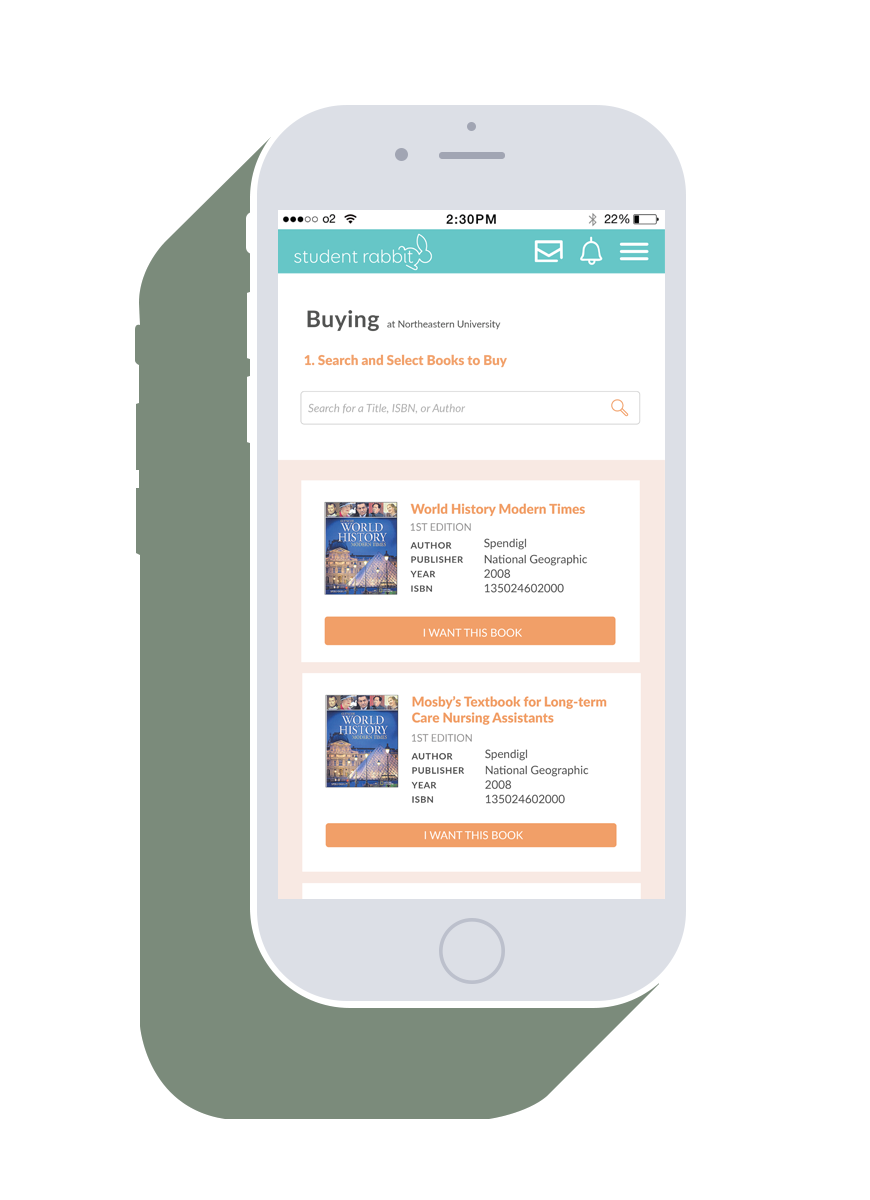 o2 2:30PM 22%
student rabbit
Buying at Northeastern University
1. Search and Select Books to Buy
Search for a Title, ISBN, or Author
WORLD
HISTORY
MODERN TIMES
World History Modern Times
1ST EDITION
AUTHOR Spendigl
PUBLISHER National Geographic
YEAR 2008
ISBN 135024602000
I WANT THIS BOOK
WORLD
HISTORY
MODERN TIMES
Mosby's Textbook for Long-term
Care Nursing Assistants
1ST EDITION
AUTHOR Spendigl
PUBLISHER National Geographic
YEAR 2008
ISBN 135024602000
I WANT THIS BOOK